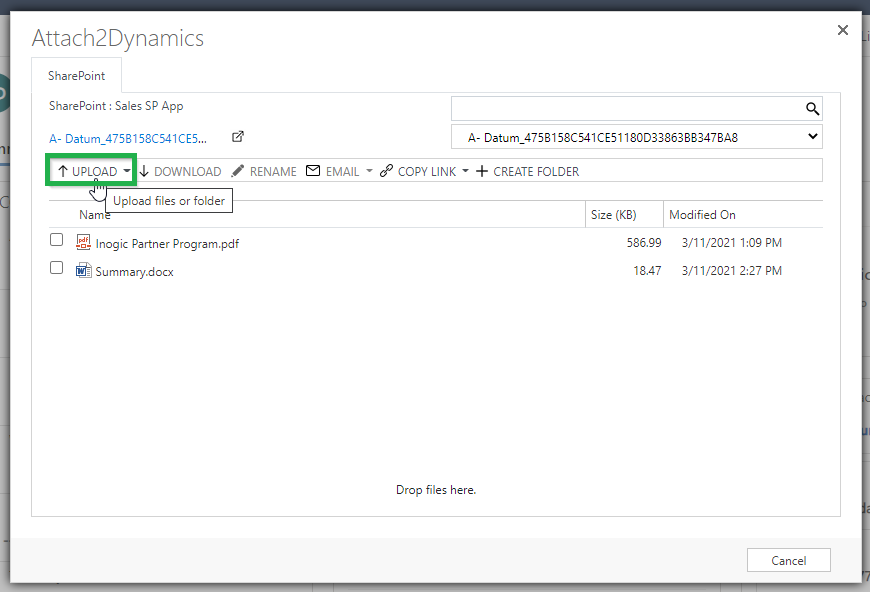 Attach2Dynamics
SharePoint
SharePoint : Sales SP App
A- Datum_475B158C541CE5...
A- Datum_475B158C541CE51180D33863BB347BA8
UPLOAD DOWNLOAD RENAME EMAIL COPY LINK CREATE FOLDER
Upload files or folder
Name Size (KB) Modified On
Inogic Partner Program.pdf 586.99 3/11/2021 1:09 PM
Summary.docx 18.47 3/11/2021 2:27 PM
Drop files here.
Cancel